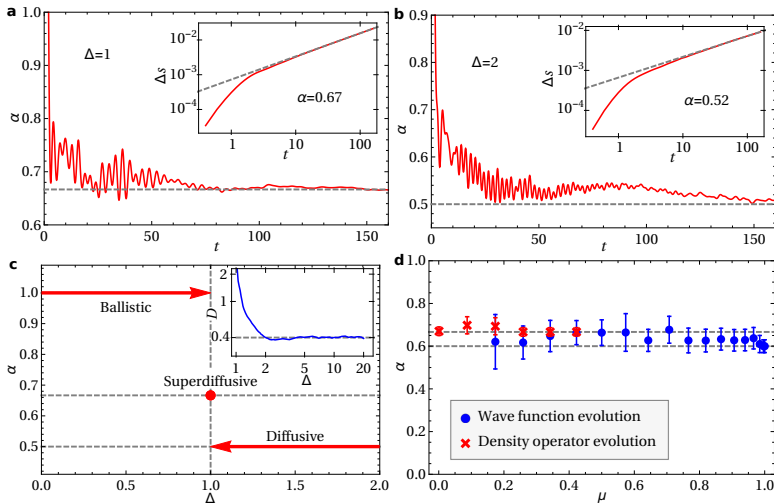 a
Δ=1
α
1.0
0.9
0.8
0.7
0.6
0
50
100
150
t
Δs
10⁻²
10⁻³
10⁻⁴
1
10
100
t
α=0.67
b
Δ=2
α
0.9
0.8
0.7
0.6
0.5
0
50
100
150
t
Δs
10⁻²
10⁻⁴
1
10
100
t
α=0.52
c
α
1.0
0.9
0.8
0.7
0.6
0.5
0.0
0.5
1.0
1.5
2.0
Δ
Ballistic
Superdiffusive
Diffusive
D
2
1
0.4
1
2
5
20
Δ
d
α
1.0
0.8
0.6
0.4
0.2
0.0
0.0
0.2
0.4
0.6
0.8
1.0
μ
Wave function evolution
Density operator evolution